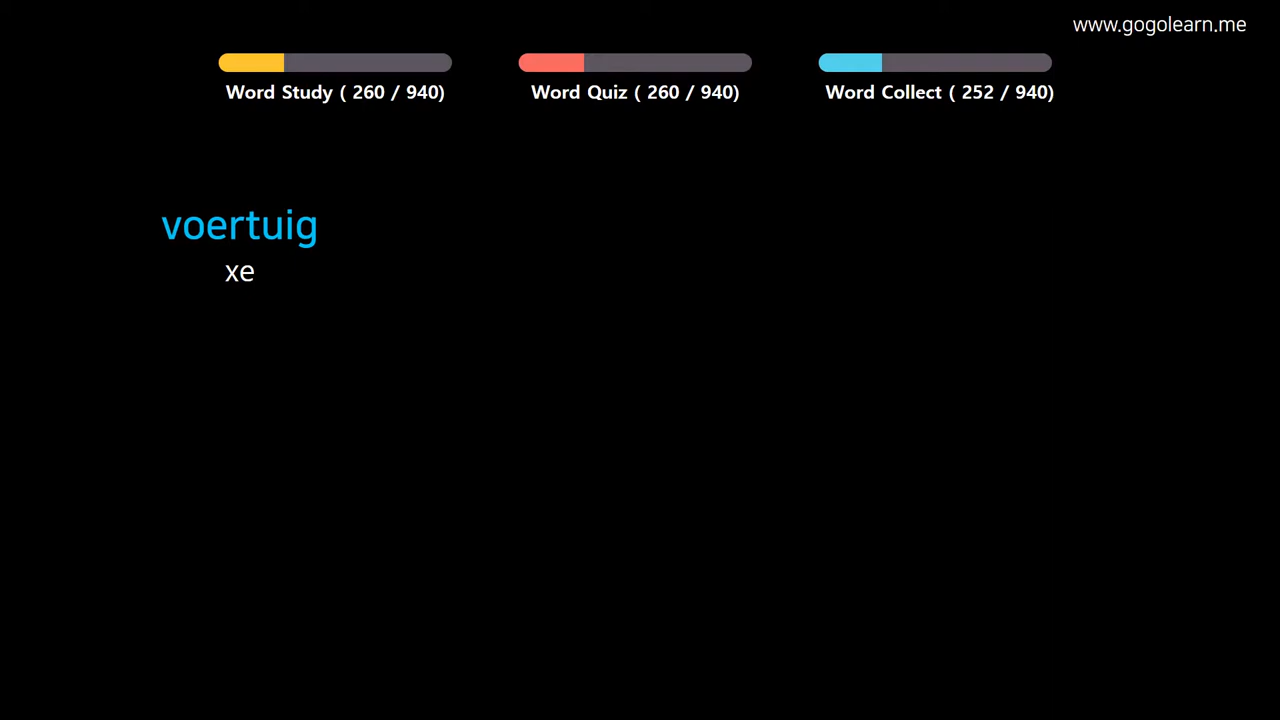 www.gogolearn.me
Word Study ( 260 / 940)
Word Quiz ( 260 / 940)
Word Collect ( 252 / 940)
voertuig
xe